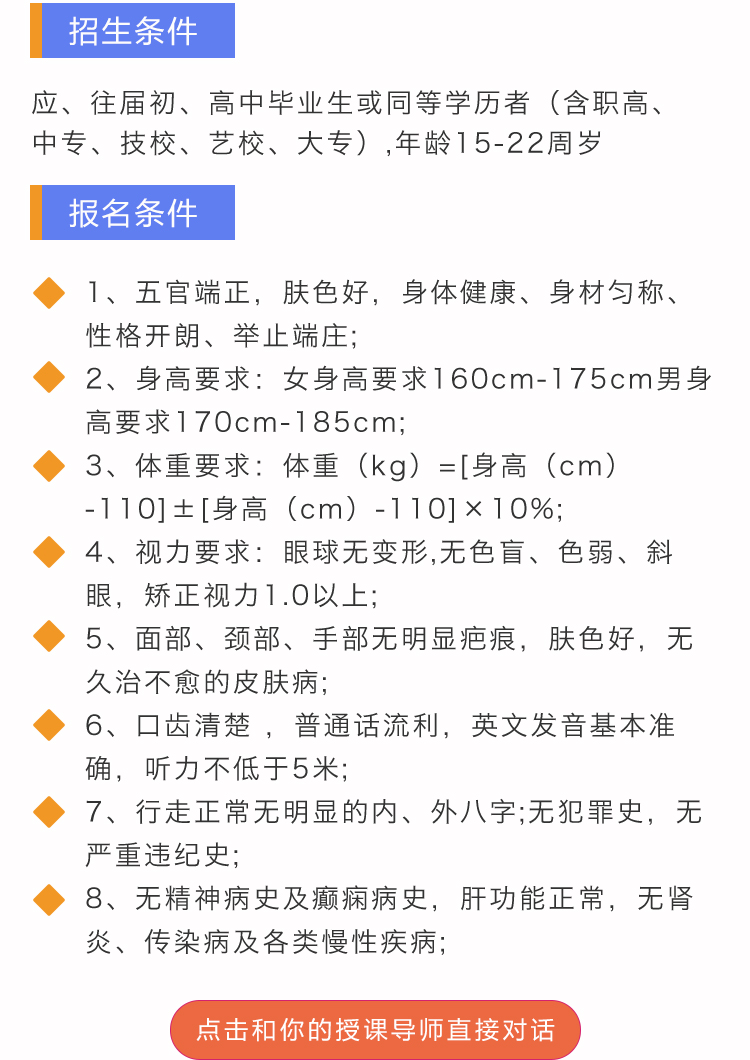 招生条件
应、往届初、高中毕业生或同等学历者（含职高、
中专、技校、艺校、大专）,年龄15-22周岁
报名条件
1、五官端正，肤色好，身体健康、身材匀称、
性格开朗、举止端庄;
2、身高要求：女身高要求160cm-175cm男身
高要求170cm-185cm;
3、体重要求：体重（kg）=[身高（cm）
-110]±[身高（cm）-110]×10%;
4、视力要求：眼球无变形,无色盲、色弱、斜
眼，矫正视力1.0以上;
5、面部、颈部、手部无明显疤痕，肤色好，无
久治不愈的皮肤病;
6、口齿清楚 ，普通话流利，英文发音基本准
确，听力不低于5米;
7、行走正常无明显的内、外八字;无犯罪史，无
严重违纪史;
8、无精神病史及癫痫病史，肝功能正常，无肾
炎、传染病及各类慢性疾病;
点击和你的授课导师直接对话